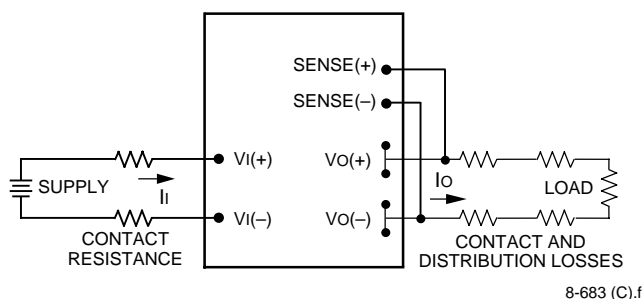 SENSE(+)
SENSE(–)
VI(+)
VO(+)
IO
SUPPLY
II
LOAD
VI(–)
VO(–)
CONTACT
RESISTANCE
CONTACT AND
DISTRIBUTION LOSSES
8-683 (C).f